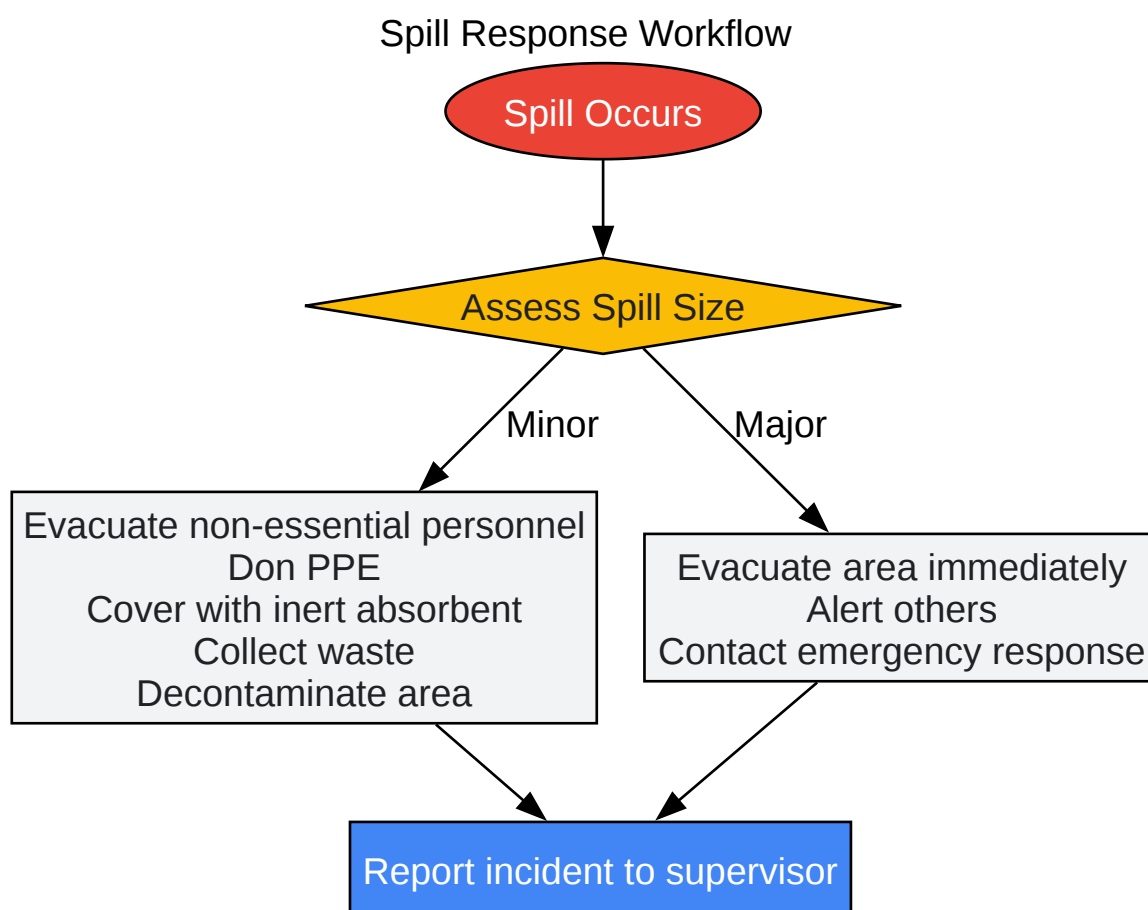 Spill Response Workflow
Spill Occurs
Assess Spill Size
Minor
Major
Evacuate non-essential personnel
Don PPE
Cover with inert absorbent
Collect waste
Decontaminate area
Evacuate area immediately
Alert others
Contact emergency response
Report incident to supervisor